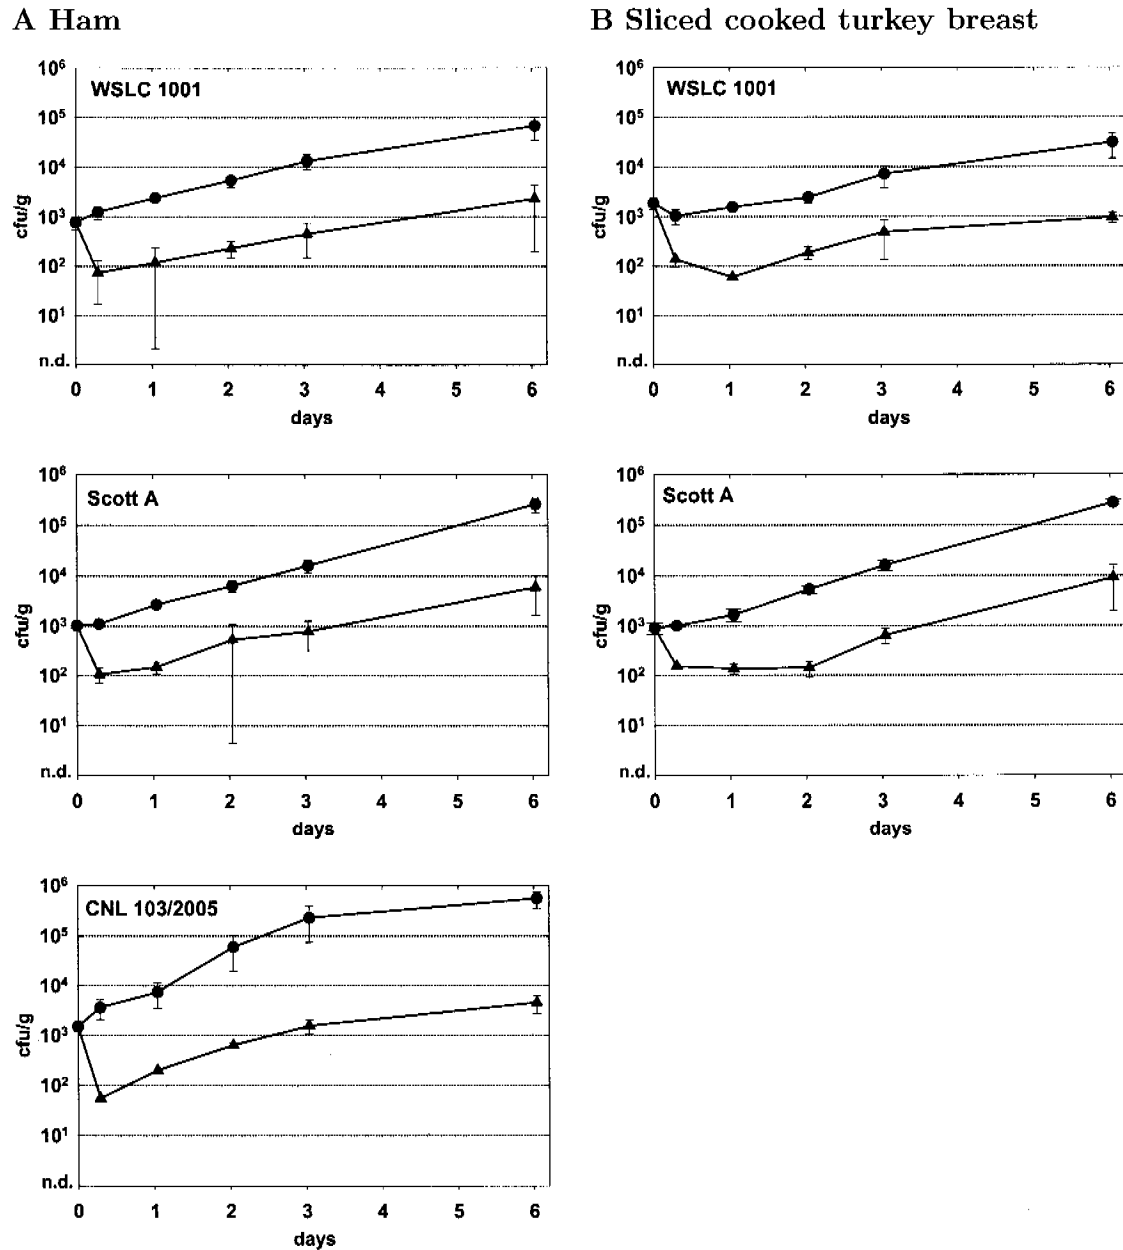 A Ham
B Sliced cooked turkey breast
WSLC 1001
cfu/g
10⁶
10⁵
10⁴
10³
10²
10¹
n.d.
0 1 2 3 4 5 6
days
WSLC 1001
cfu/g
10⁶
10⁵
10⁴
10³
10²
10¹
n.d.
0 1 2 3 4 5 6
days
Scott A
cfu/g
10⁶
10⁵
10⁴
10³
10²
10¹
n.d.
0 1 2 3 4 5 6
days
Scott A
cfu/g
10⁶
10⁵
10⁴
10³
10²
10¹
n.d.
0 1 2 3 4 5 6
days
CNL 103/2005
cfu/g
10⁶
10⁵
10⁴
10³
10²
10¹
n.d.
0 1 2 3 4 5 6
days